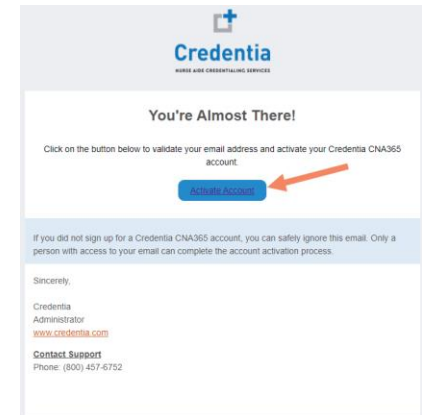 Credentia
NURSE AIDE CREDENTIALING SERVICES
You're Almost There!
Click on the button below to validate your email address and activate your Credentia CNA365
account.
Activate Account
If you did not sign up for a Credentia CNA365 account, you can safely ignore this email. Only a
person with access to your email can complete the account activation process.
Sincerely,
Credentia
Administrator
www.credentia.com
Contact Support
Phone: (800) 457-6752